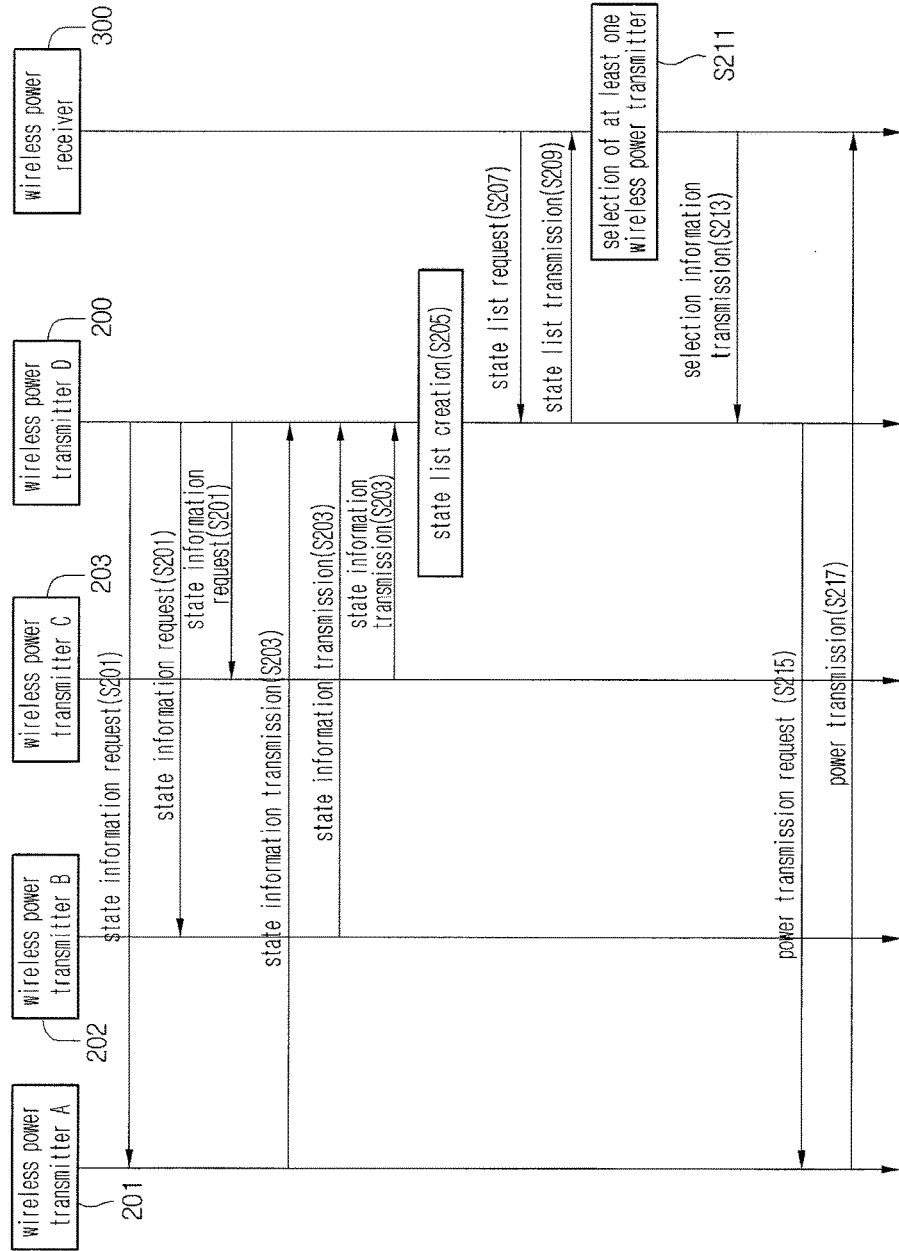 wireless power
transmitter A
201
wireless power
transmitter B
202
wireless power
transmitter C
203
wireless power
transmitter D
200
wireless power
receiver
300
state information request(S201)
state information request(S201)
state information
request(S201)
state information transmission(S203)
state information transmission(S203)
state information
transmission(S203)
state list creation(S205)
state list request(S207)
state list transmission(S209)
selection of at least one
wireless power transmitter
S211
selection information
transmission(S213)
power transmission request (S215)
power transmission(S217)